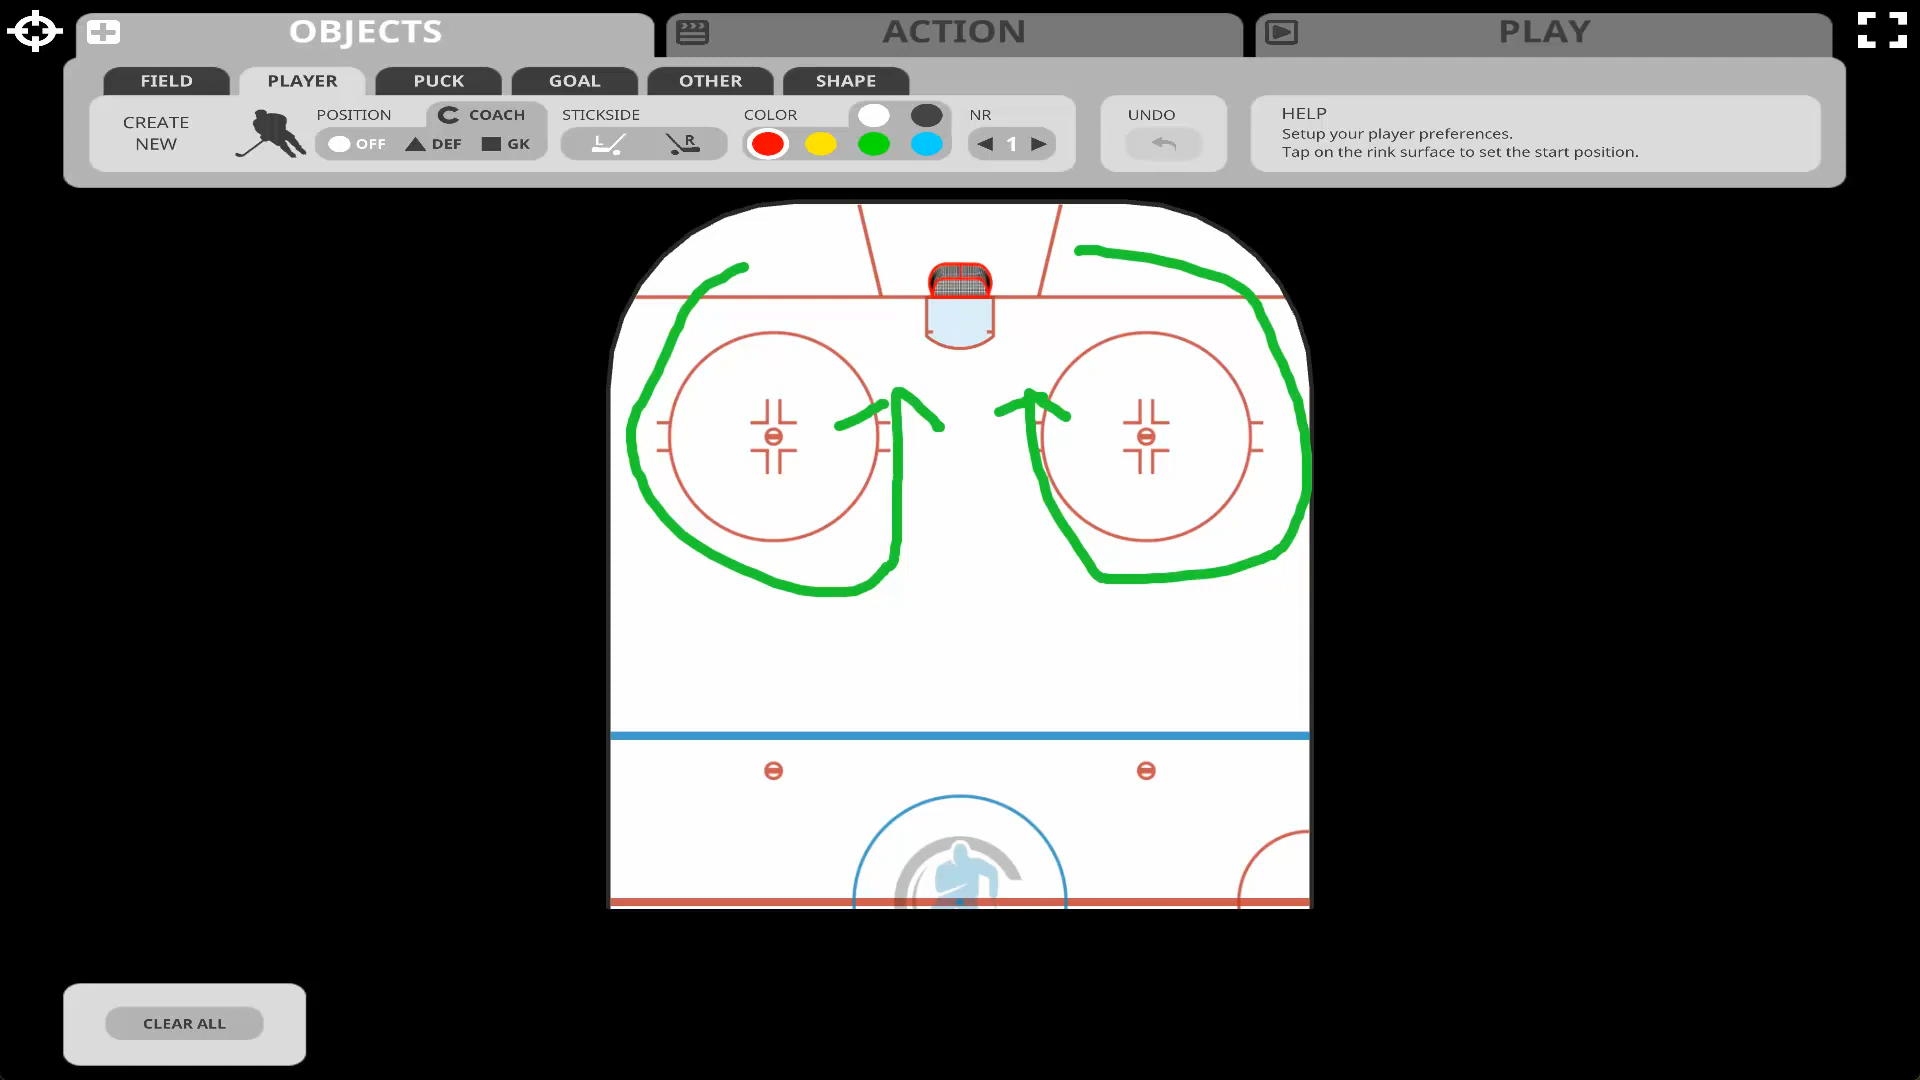 OBJECTS
ACTION
PLAY
FIELD
PLAYER
PUCK
GOAL
OTHER
SHAPE
CREATE
NEW
POSITION
C COACH
OFF
DEF
GK
STICKSIDE
L
R
COLOR
NR
1
UNDO
HELP
Setup your player preferences.
Tap on the rink surface to set the start position.
CLEAR ALL